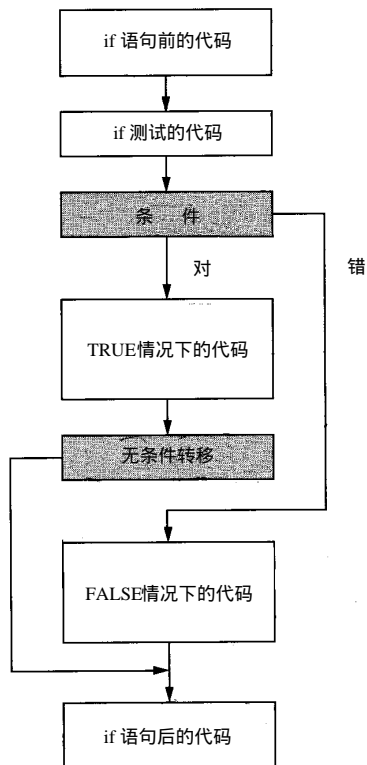 if 语句前的代码
if 测试的代码
条 件
对
错
TRUE情况下的代码
无条件转移
FALSE情况下的代码
if 语句后的代码